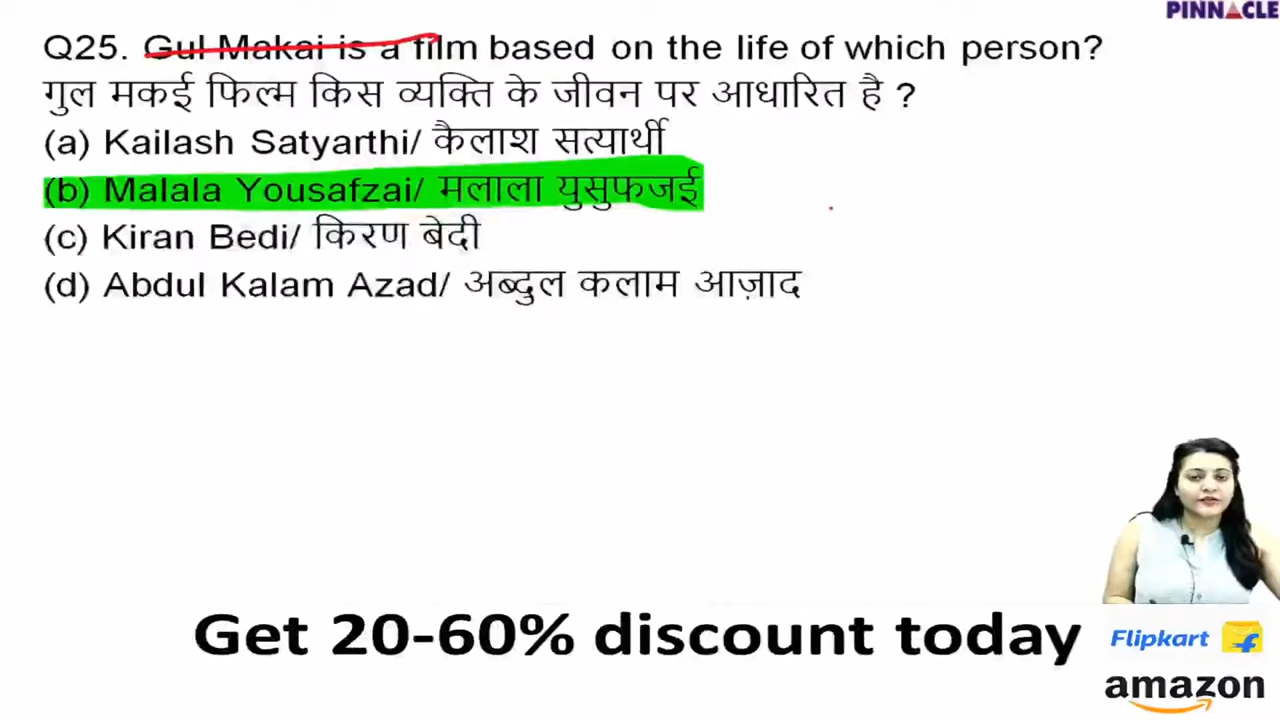 PINNACLE
Q25. Gul Makai is a film based on the life of which person?
गुल मकई फिल्म किस व्यक्ति के जीवन पर आधारित है ?
(a) Kailash Satyarthi/ कैलाश सत्यार्थी
(b) Malala Yousafzai/ मलाला युसुफजई
(c) Kiran Bedi/ किरण बेदी
(d) Abdul Kalam Azad/ अब्दुल कलाम आज़ाद
Get 20-60% discount today
Flipkart
amazon